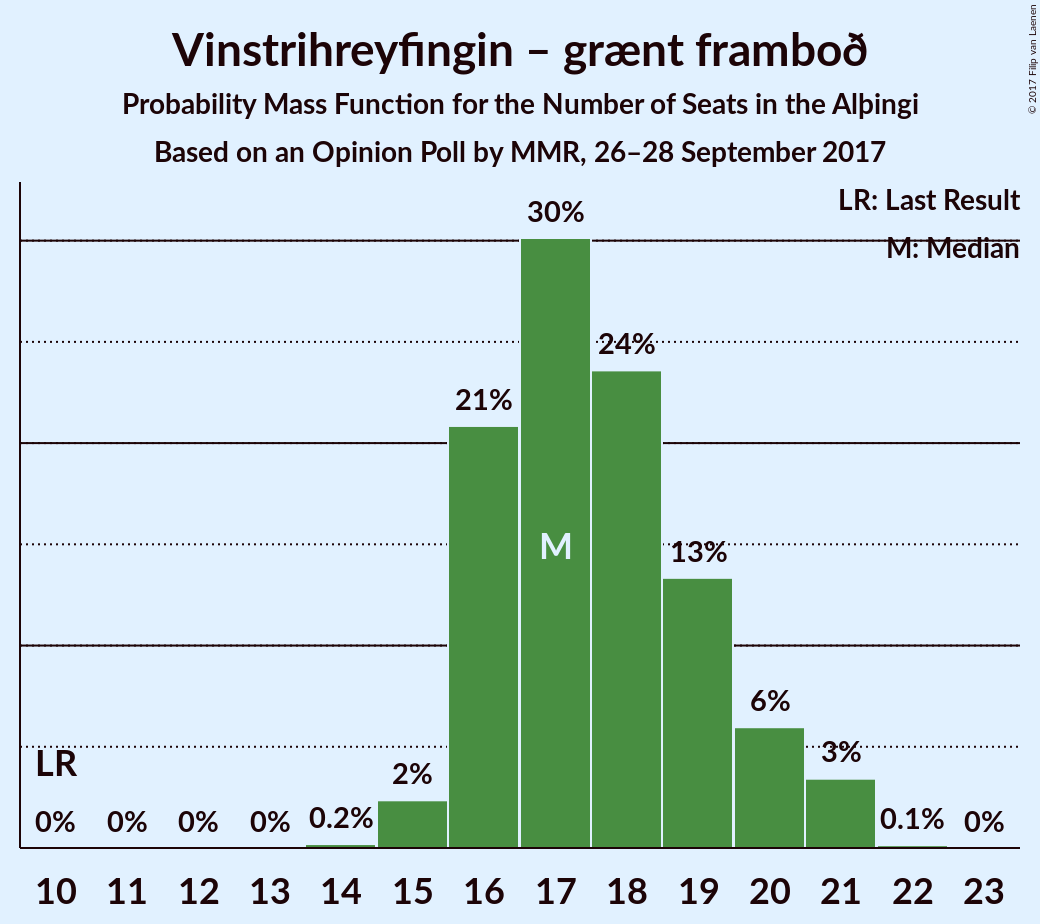 Vinstrihreyfingin – grænt framboð
Probability Mass Function for the Number of Seats in the Alþingi
Based on an Opinion Poll by MMR, 26–28 September 2017
© 2017 Filip van Laenen
LR: Last Result
M: Median
30%
24%
21%
M
13%
6%
3%
LR
2%
0% 0% 0% 0% 0.2% 0.1% 0%
10 11 12 13 14 15 16 17 18 19 20 21 22 23